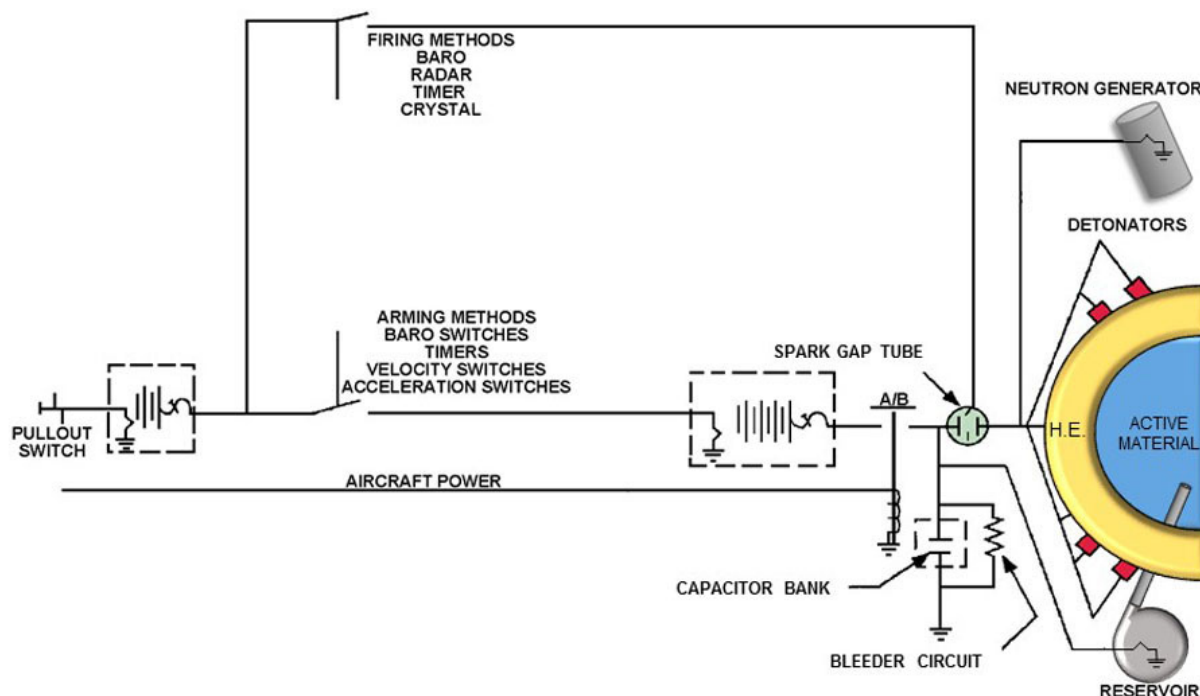 FIRING METHODS
BARO
RADAR
TIMER
CRYSTAL
NEUTRON GENERATOR
DETONATORS
ARMING METHODS
BARO SWITCHES
TIMERS
VELOCITY SWITCHES
ACCELERATION SWITCHES
SPARK GAP TUBE
A/B
PULLOUT
SWITCH
H.E.
ACTIVE
MATERIAL
AIRCRAFT POWER
CAPACITOR BANK
BLEEDER CIRCUIT
RESERVOIR